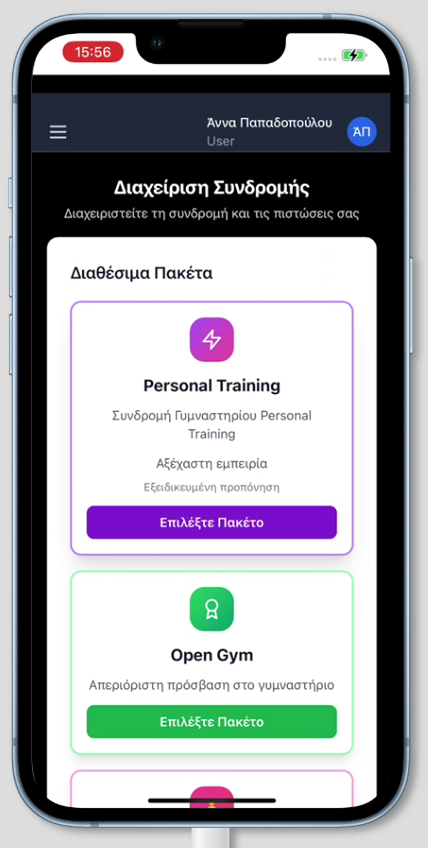 15:56
Άννα Παπαδοπούλου
User
ΆΠ
Διαχείριση Συνδρομής
Διαχειριστείτε τη συνδρομή και τις πιστώσεις σας
Διαθέσιμα Πακέτα
Personal Training
Συνδρομή Γυμναστηρίου Personal
Training
Αξέχαστη εμπειρία
Εξειδικευμένη προπόνηση
Επιλέξτε Πακέτο
Open Gym
Απεριόριστη πρόσβαση στο γυμναστήριο
Επιλέξτε Πακέτο